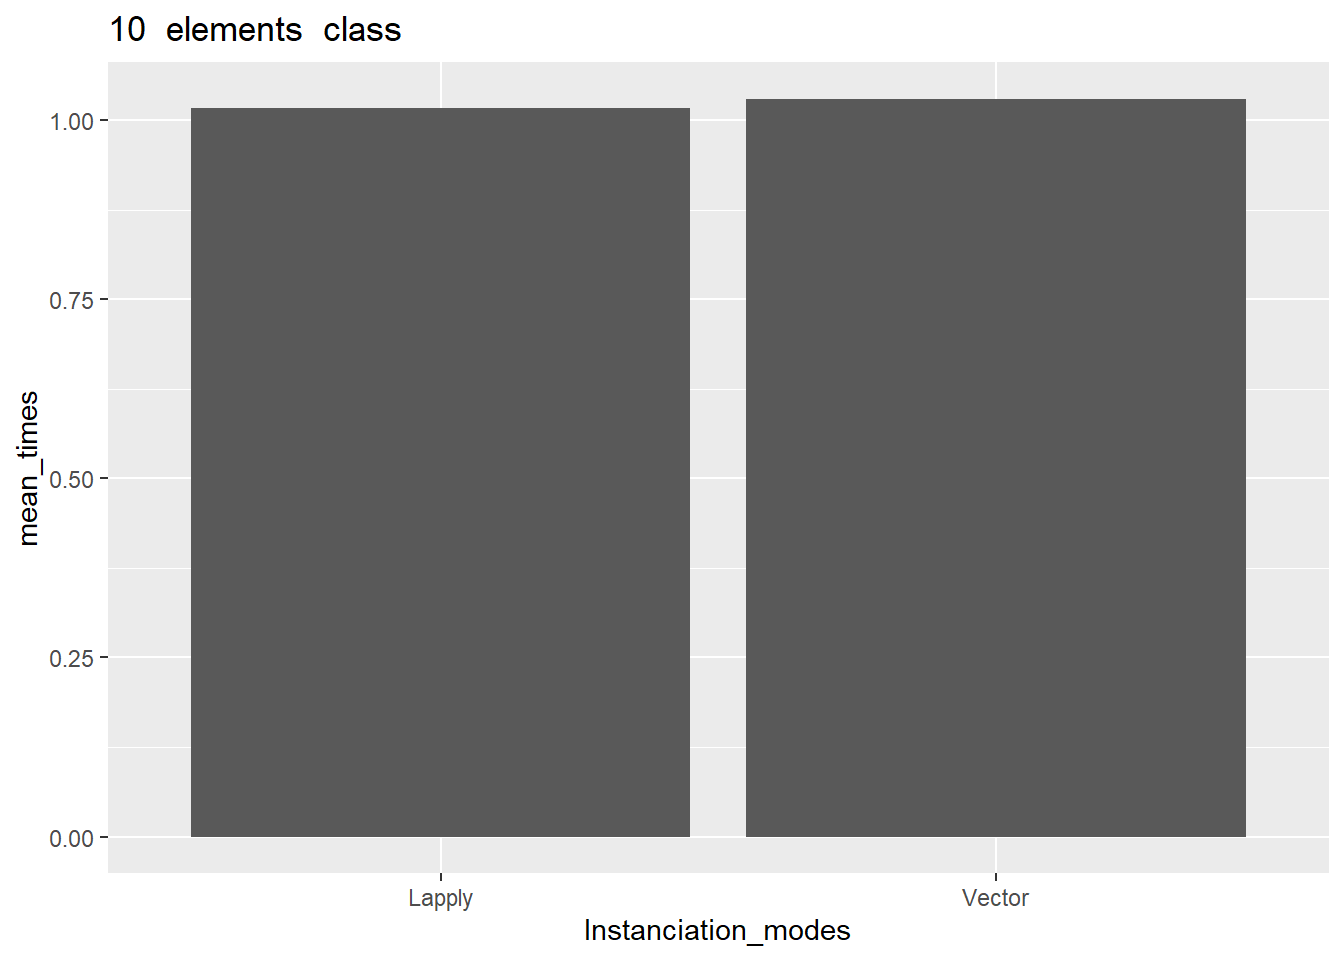 10 elements class
1.00
0.75
0.50
0.25
0.00
mean_times
Lapply
Vector
Instanciation_modes